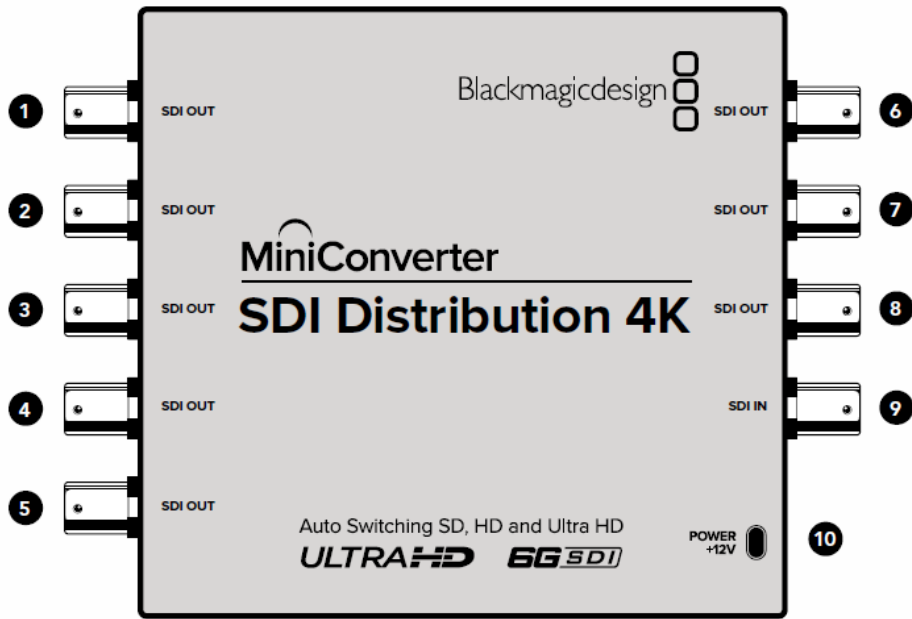 1 SDI OUT
2 SDI OUT
3 SDI OUT
4 SDI OUT
5 SDI OUT
Blackmagicdesign
SDI OUT 6
SDI OUT 7
SDI OUT 8
SDI IN 9
MiniConverter
SDI Distribution 4K
Auto Switching SD, HD and Ultra HD
ULTRA HD 6G SDI
POWER
+12V
10